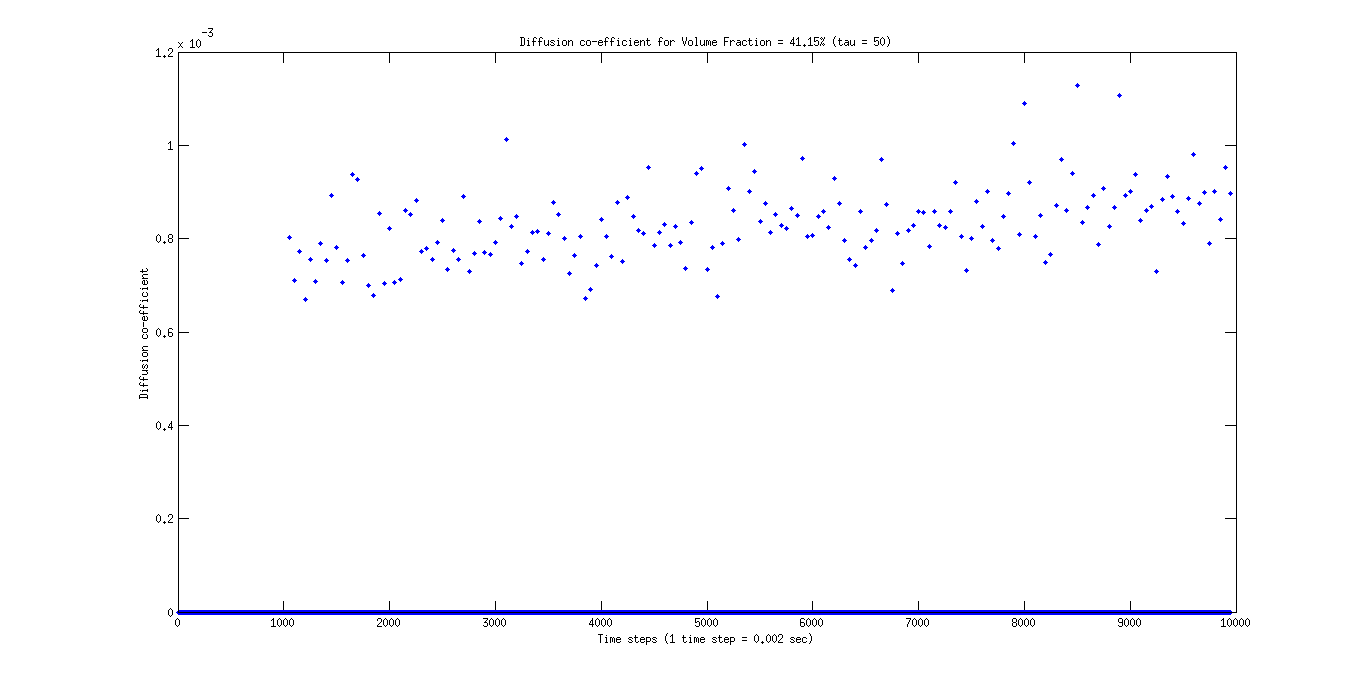 x 10^-3
Diffusion co-efficient for Volume Fraction = 41.15% (tau = 50)
1.2
1
0.8
0.6
0.4
0.2
0
Diffusion co-efficient
0 1000 2000 3000 4000 5000 6000 7000 8000 9000 10000
Time steps (1 time step = 0.002 sec)